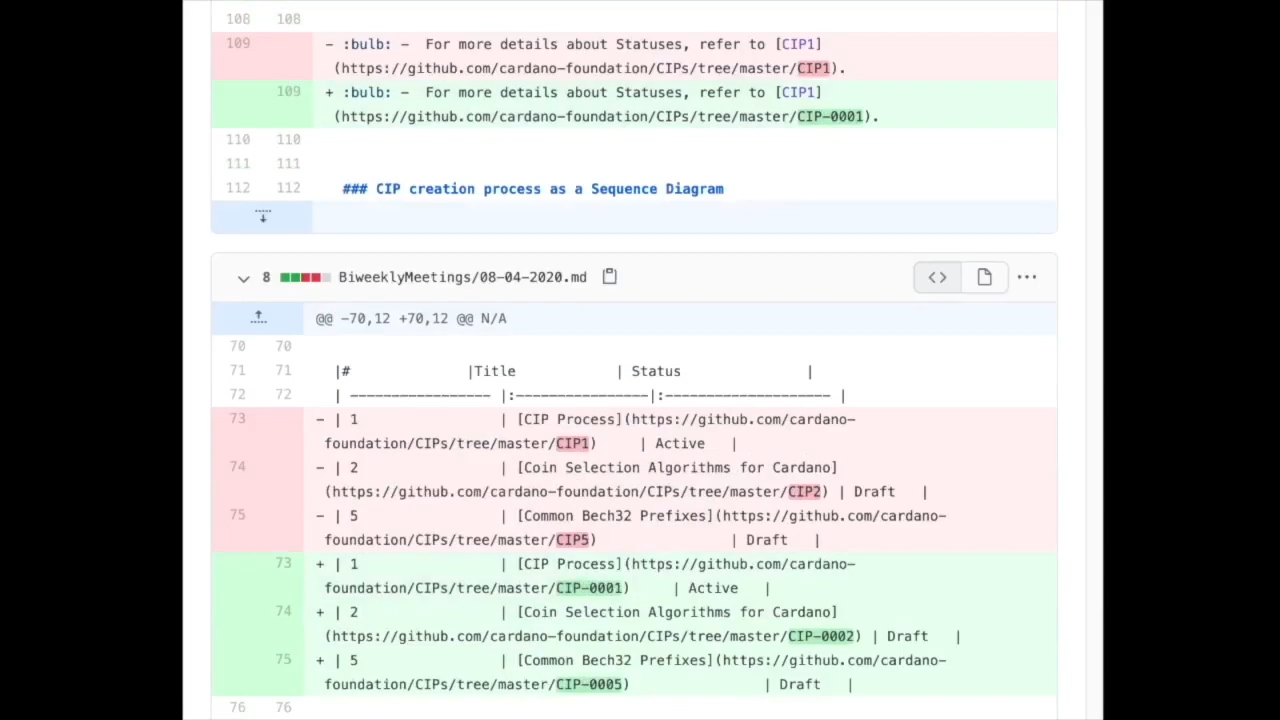 108 108
109 - :bulb: - For more details about Statuses, refer to [CIP1]
(https://github.com/cardano-foundation/CIPs/tree/master/CIP1).
109 + :bulb: - For more details about Statuses, refer to [CIP1]
(https://github.com/cardano-foundation/CIPs/tree/master/CIP-0001).
110 110
111 111
112 112 ### CIP creation process as a Sequence Diagram
8 BiweeklyMeetings/08-04-2020.md
@@ -70,12 +70,12 @@ N/A
70 70
71 71 |# |Title | Status |
72 72 | ----------------- |:----------------|:-------------------- |
73 - | 1 | [CIP Process](https://github.com/cardano-
foundation/CIPs/tree/master/CIP1) | Active |
74 - | 2 | [Coin Selection Algorithms for Cardano]
(https://github.com/cardano-foundation/CIPs/tree/master/CIP2) | Draft |
75 - | 5 | [Common Bech32 Prefixes](https://github.com/cardano-
foundation/CIPs/tree/master/CIP5) | Draft |
73 + | 1 | [CIP Process](https://github.com/cardano-
foundation/CIPs/tree/master/CIP-0001) | Active |
74 + | 2 | [Coin Selection Algorithms for Cardano]
(https://github.com/cardano-foundation/CIPs/tree/master/CIP-0002) | Draft |
75 + | 5 | [Common Bech32 Prefixes](https://github.com/cardano-
foundation/CIPs/tree/master/CIP-0005) | Draft |
76 76